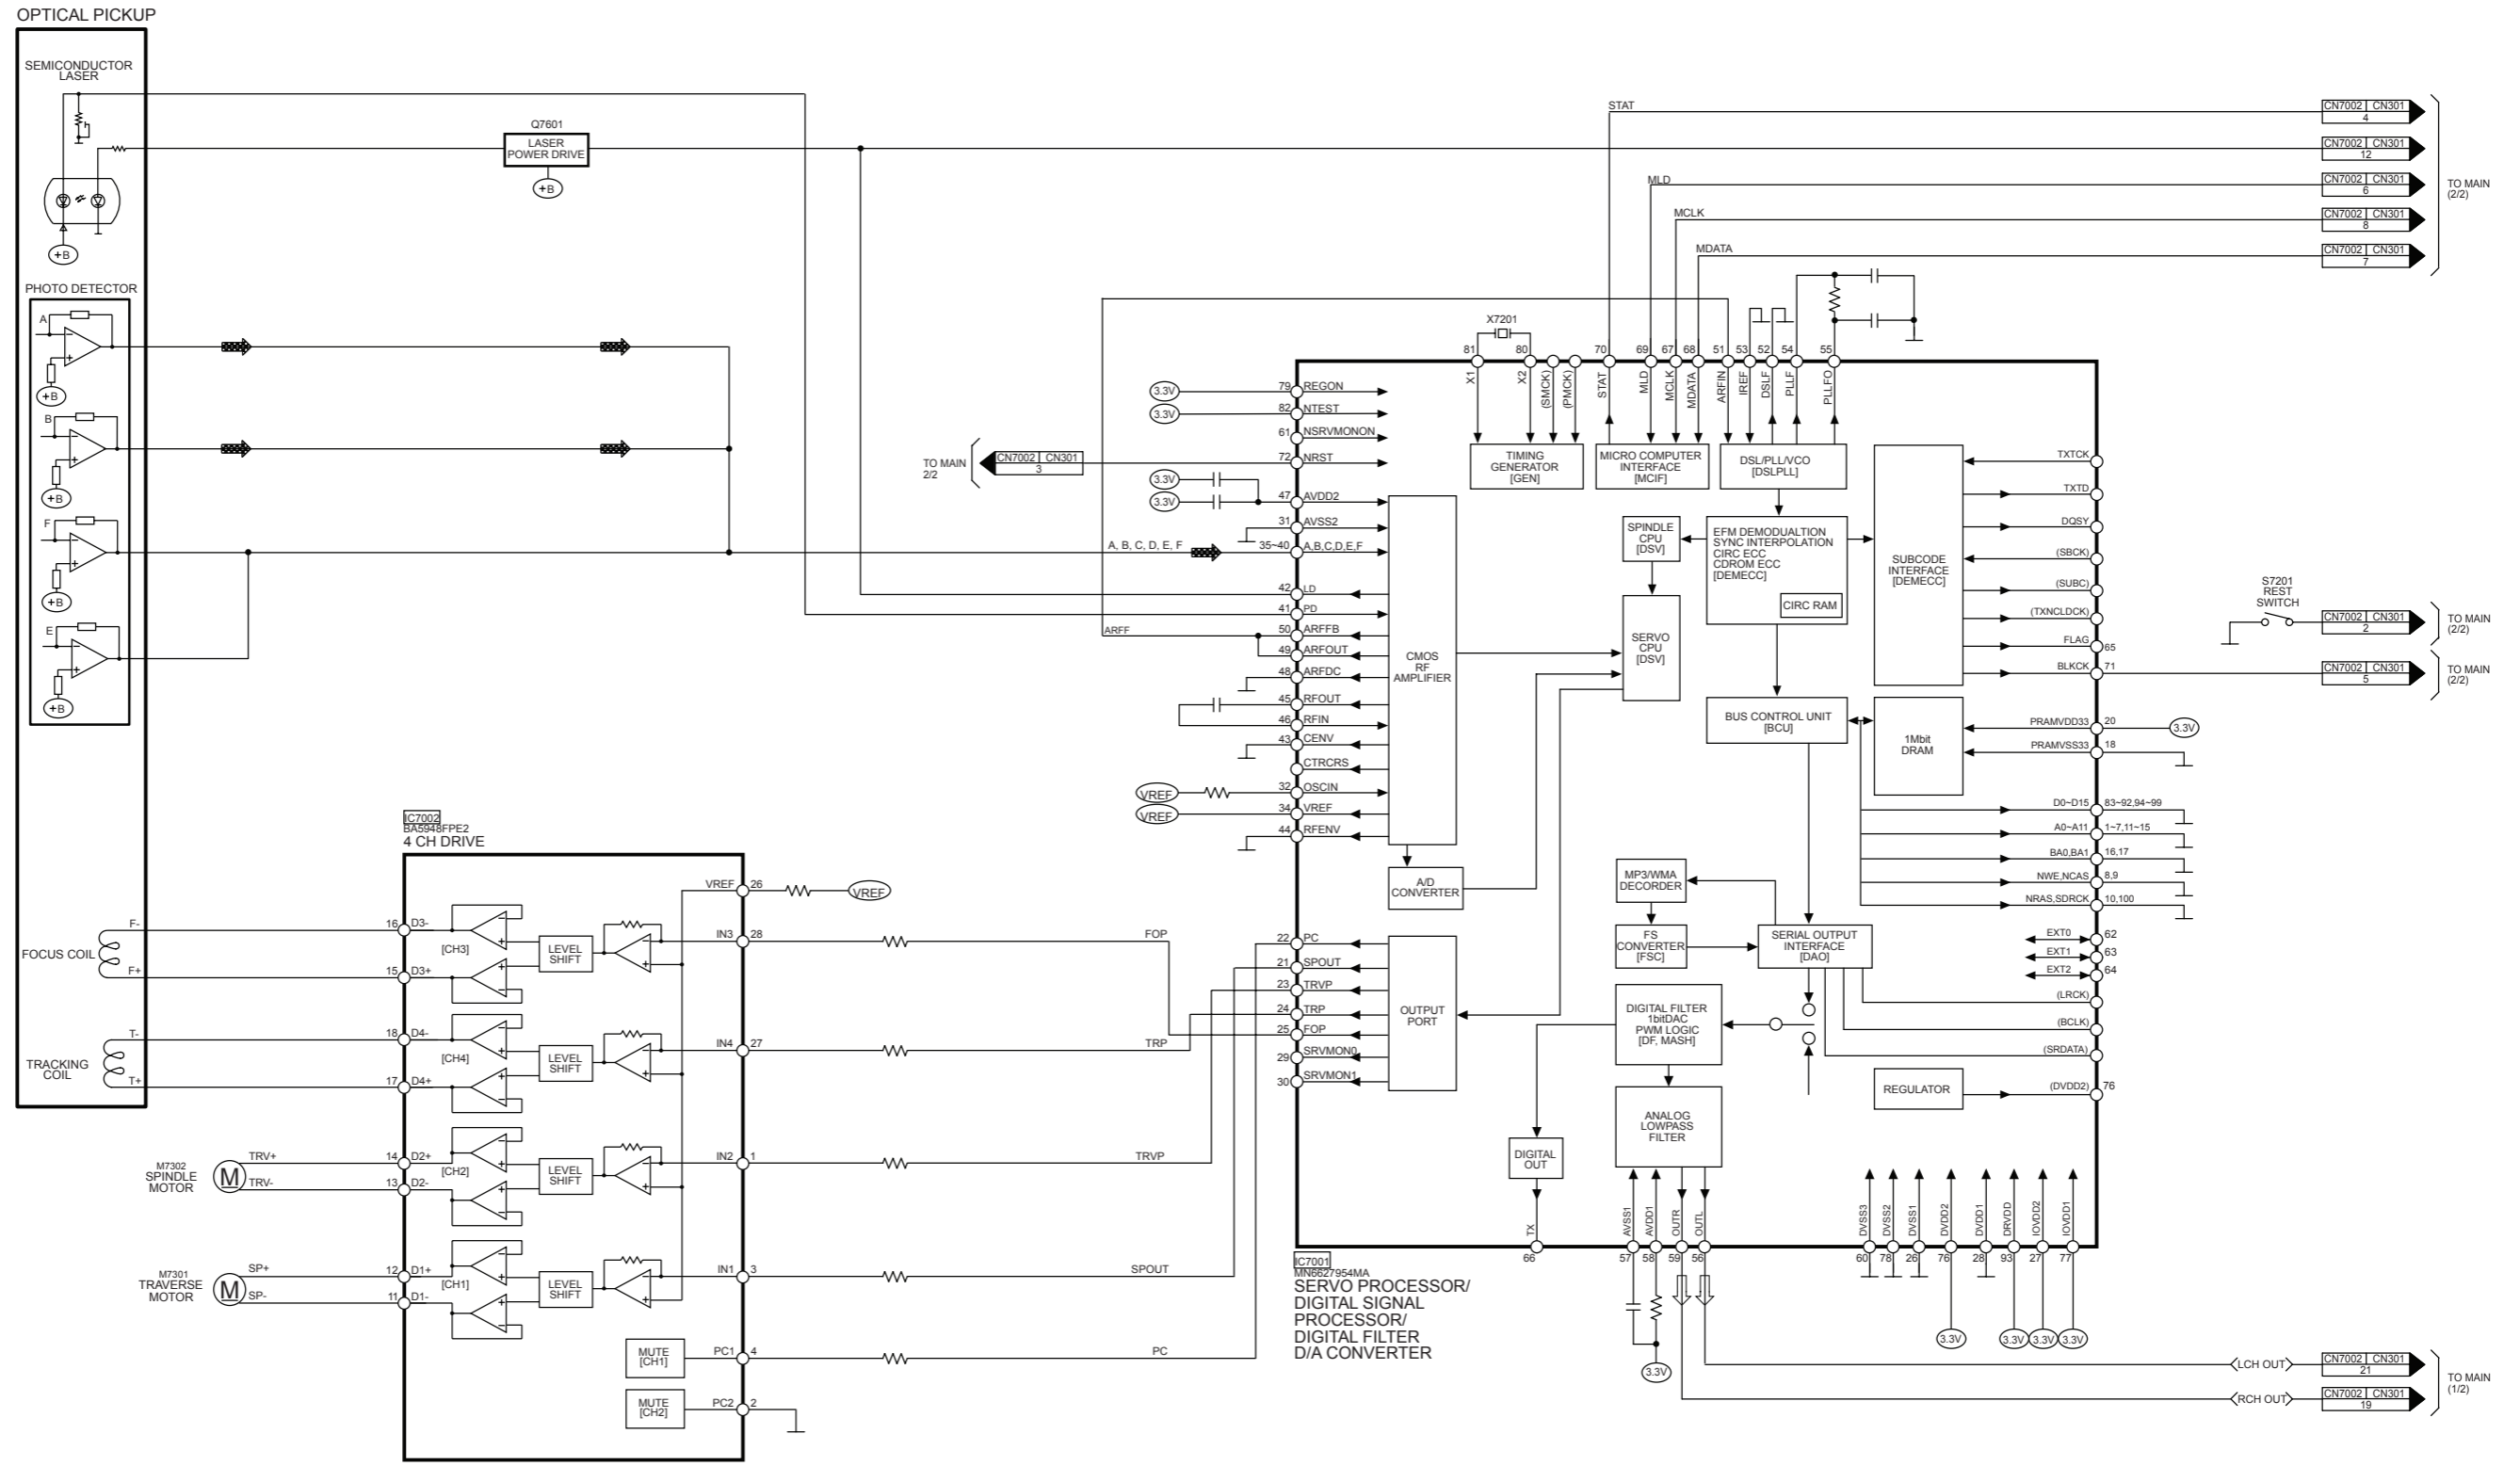 OPTICAL PICKUP
SEMICONDUCTOR
LASER
+B
Q7601
LASER
POWER DRIVE
+B
PHOTO DETECTOR
A
+B
B
+B
F
+B
E
+B
FOCUS COIL
F-
F+
TRACKING
COIL
T-
T+
M7302
SPINDLE
MOTOR
M
TRV+
TRV-
M7301
TRAVERSE
MOTOR
M
SP+
SP-
IC7002
BA5948FPE2
4 CH DRIVE
VREF 26
VREF
16 D3-
[CH3]
15 D3+
LEVEL
SHIFT
IN3 28
FOP
18 D4-
[CH4]
17 D4+
LEVEL
SHIFT
IN4 27
TRP
14 D2+
[CH2]
13 D2-
LEVEL
SHIFT
IN2 1
TRVP
12 D1+
[CH1]
11 D1-
LEVEL
SHIFT
IN1 3
SPOUT
MUTE
[CH1]
PC1 4
PC
MUTE
[CH2]
PC2 2
STAT
CN7002 CN301
4
CN7002 CN301
12
MLD
CN7002 CN301
6
MCLK
CN7002 CN301
8
MDATA
CN7002 CN301
7
TO MAIN
(2/2)
X7201
81 X1
80 X2
(SMCK)
(PMCK)
70 STAT
69 MLD
67 MCLK
68 MDATA
51 ARFIN
53 IREF
52 DSLF
54 PLLF
55 PLLFO
3.3V
79 REGON
3.3V
82 NTEST
61 NSRVMONON
TO MAIN
2/2
CN7002 CN301
3
72 NRST
3.3V
3.3V
47 AVDD2
31 AVSS2
A, B, C, D, E, F
35~40 A,B,C,D,E,F
42 LD
41 PD
ARFF
50 ARFFB
49 ARFOUT
48 ARFDC
45 RFOUT
46 RFIN
43 CENV
CTRCRS
VREF
32 OSCIN
VREF
34 VREF
44 RFENV
22 PC
21 SPOUT
23 TRVP
24 TRP
25 FOP
29 SRVMON0
30 SRVMON1
TIMING
GENERATOR
[GEN]
MICRO COMPUTER
INTERFACE
[MCIF]
DSL/PLL/VCO
[DSLPLL]
SPINDLE
CPU
[DSV]
EFM DEMODUALTION
SYNC INTERPOLATION
CIRC ECC
CDROM ECC
[DEMECC]
CIRC RAM
SUBCODE
INTERFACE
[DEMECC]
CMOS
RF
AMPLIFIER
SERVO
CPU
[DSV]
BUS CONTROL UNIT
[BCU]
1Mbit
DRAM
A/D
CONVERTER
MP3/WMA
DECORDER
FS
CONVERTER
[FSC]
SERIAL OUTPUT
INTERFACE
[DAO]
OUTPUT
PORT
DIGITAL FILTER
1bitDAC
PWM LOGIC
[DF, MASH]
REGULATOR
ANALOG
LOWPASS
FILTER
DIGITAL
OUT
TXTCK
TXTD
DQSY
(SBCK)
(SUBC)
(TXNCLDCK)
FLAG 65
BLKCK 71
S7201
REST
SWITCH
CN7002 CN301
2
TO MAIN
(2/2)
CN7002 CN301
5
TO MAIN
(2/2)
PRAMVDD33 20
3.3V
PRAMVSS33 18
D0~D15 83~92,94~99
A0~A11 1~7,11~15
BA0,BA1 16,17
NWE,NCAS 8,9
NRAS,SDRCK 10,100
EXT0 62
EXT1 63
EXT2 64
(LRCK)
(BCLK)
(SRDATA)
(DVDD2) 76
TX
66
AVSS1
57
AVDD1
58
OUTR
59
OUTL
56
DVSS3
60
DVSS2
78
DVSS1
26
DVDD2
76
DVDD1
28
DRVDD
93
IOVDD2
27
IOVDD1
77
3.3V
3.3V
3.3V
3.3V
3.3V
IC7001
MN6627954MA
SERVO PROCESSOR/
DIGITAL SIGNAL
PROCESSOR/
DIGITAL FILTER
D/A CONVERTER
LCH OUT
CN7002 CN301
21
RCH OUT
CN7002 CN301
19
TO MAIN
(1/2)